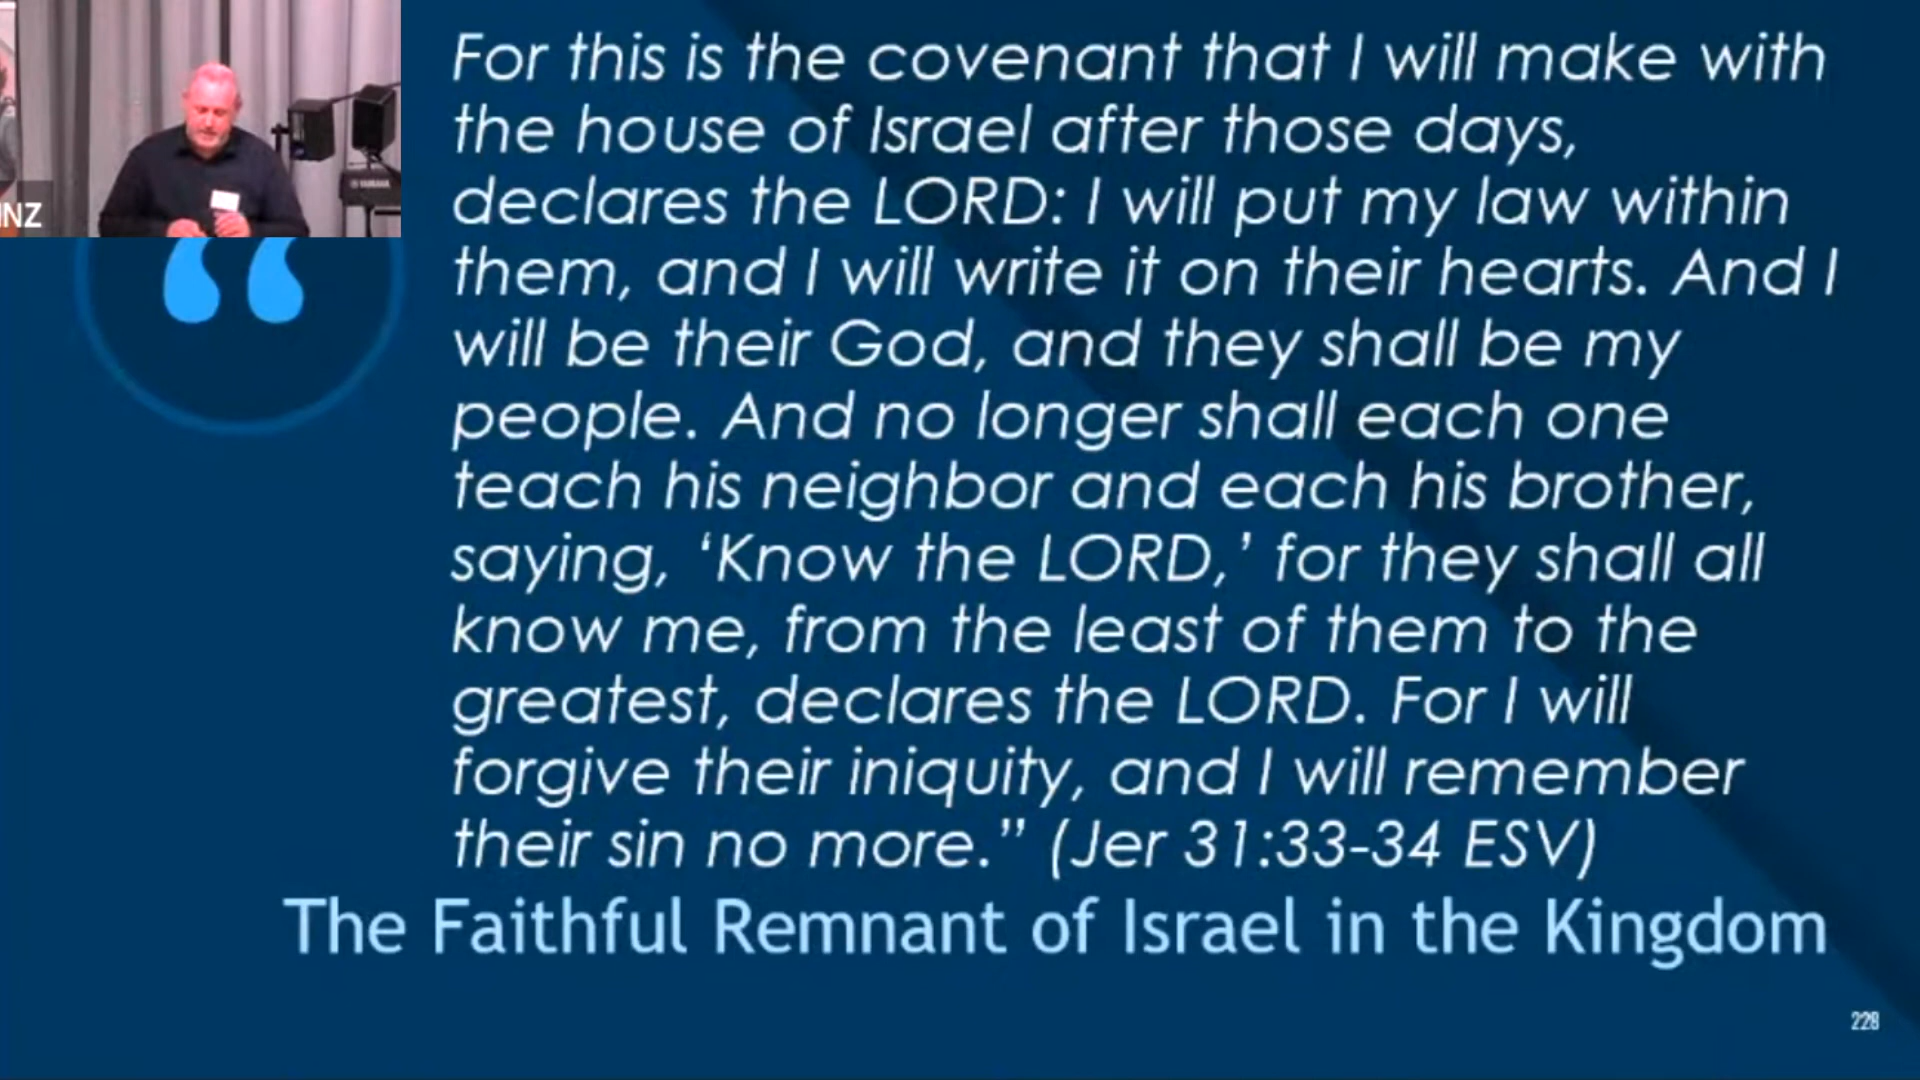 For this is the covenant that I will make with
the house of Israel after those days,
declares the LORD: I will put my law within
them, and I will write it on their hearts. And I
will be their God, and they shall be my
people. And no longer shall each one
teach his neighbor and each his brother,
saying, ‘Know the LORD,’ for they shall all
know me, from the least of them to the
greatest, declares the LORD. For I will
forgive their iniquity, and I will remember
their sin no more.” (Jer 31:33-34 ESV)
The Faithful Remnant of Israel in the Kingdom
YAMAHA
“